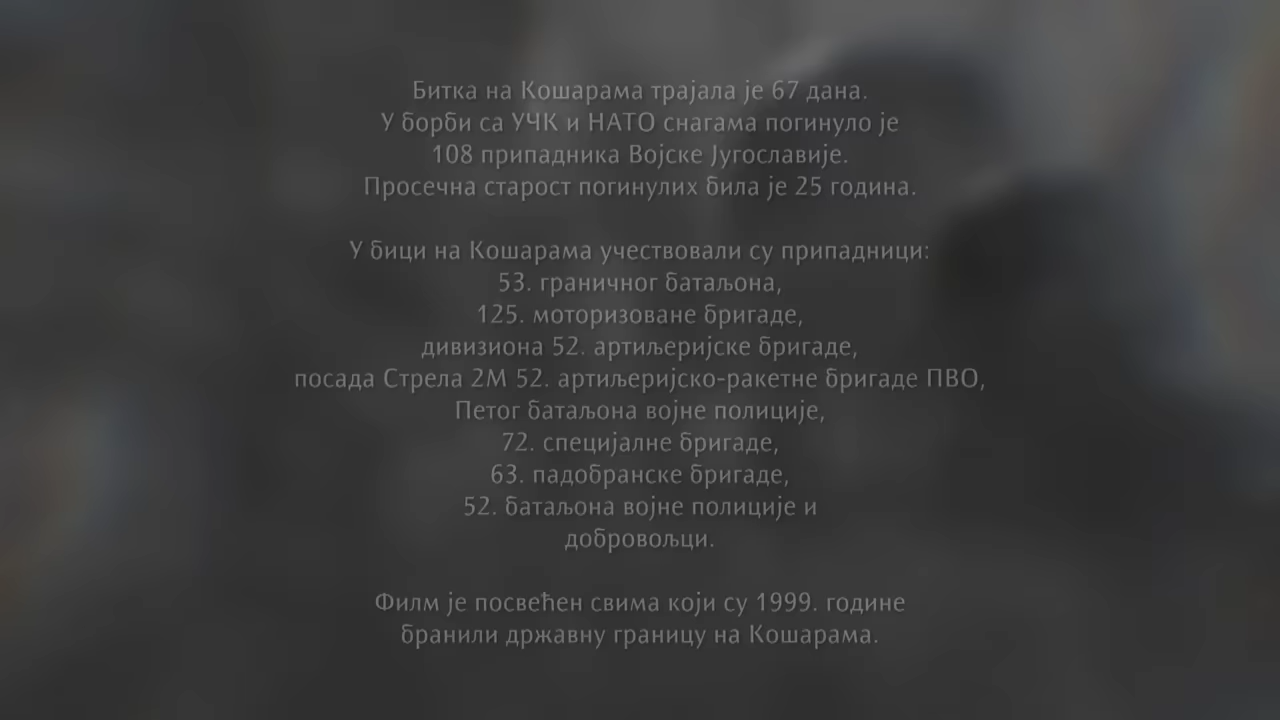 Битка на Кошарама трајала је 67 дана.
У борби са УЧК и НАТО снагама погинуло је
108 припадника Војске Југославије.
Просечна старост погинулих била је 25 година.
У бици на Кошарама учествовали су припадници:
53. граничног батаљона,
125. моторизоване бригаде,
дивизиона 52. артиљеријске бригаде,
посада Стрела 2М 52. артиљеријско-ракетне бригаде ПВО,
Петог батаљона војне полиције,
72. специјалне бригаде,
63. падобранске бригаде,
52. батаљона војне полиције и
добровољци.
Филм је посвећен свима који су 1999. године
бранили државну границу на Кошарама.